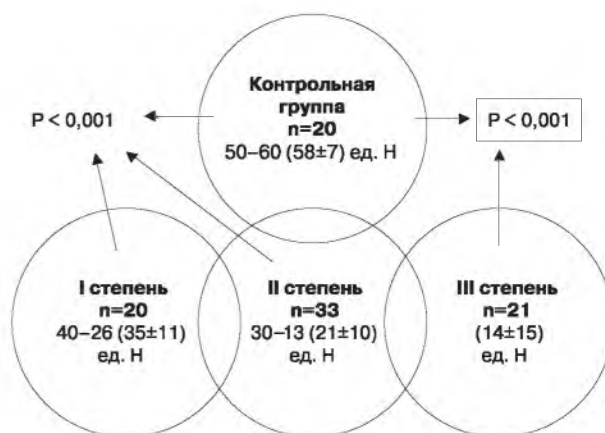 Контрольная
группа
n=20
50–60 (58±7) ед. Н
P < 0,001
P < 0,001
I степень
n=20
40–26 (35±11)
ед. Н
II степень
n=33
30–13 (21±10)
ед. Н
III степень
n=21
(14±15)
ед. Н